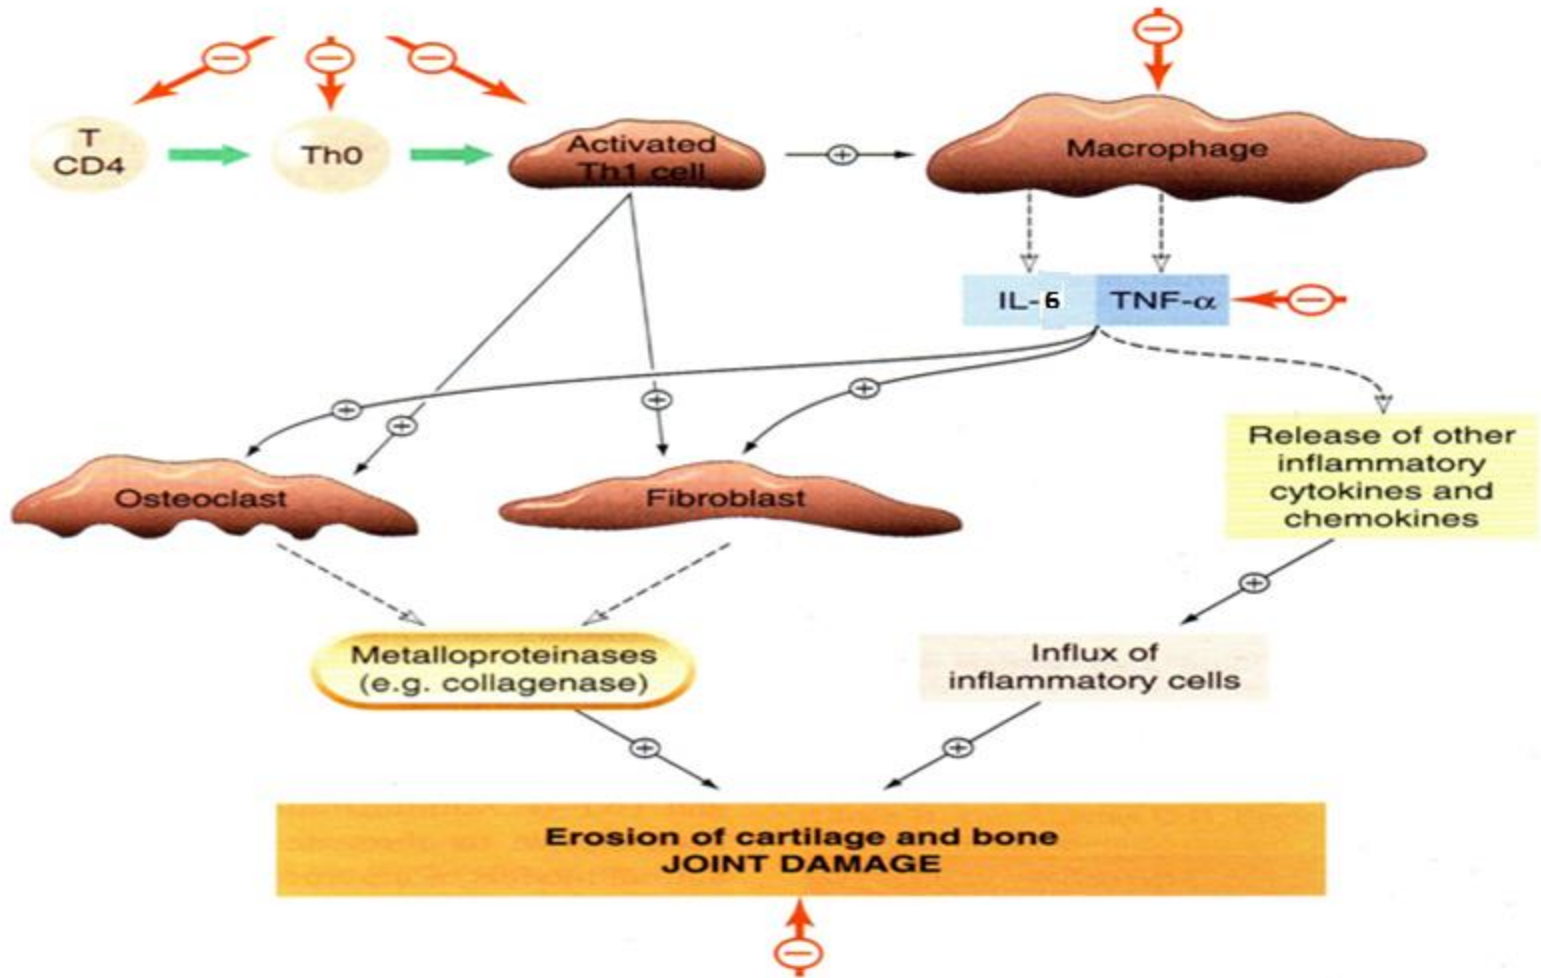 T
CD4
Th0
Activated
Th1 cell
Macrophage
IL-6
TNF-α
Release of other
inflammatory
cytokines and
chemokines
Osteoclast
Fibroblast
Metalloproteinases
(e.g. collagenase)
Influx of
inflammatory cells
Erosion of cartilage and bone
JOINT DAMAGE